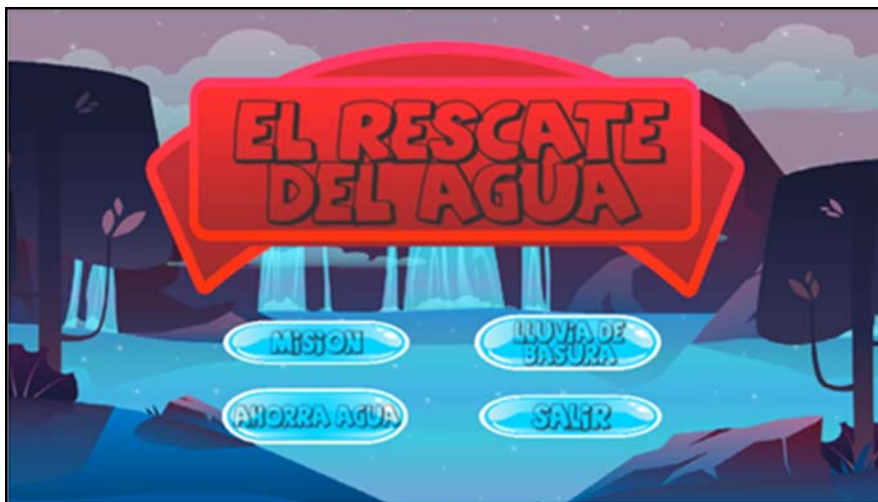 EL RESCATE
DEL AGUA
MISION
LLUVIA DE
BASURA
AHORRA AGUA
SALIR